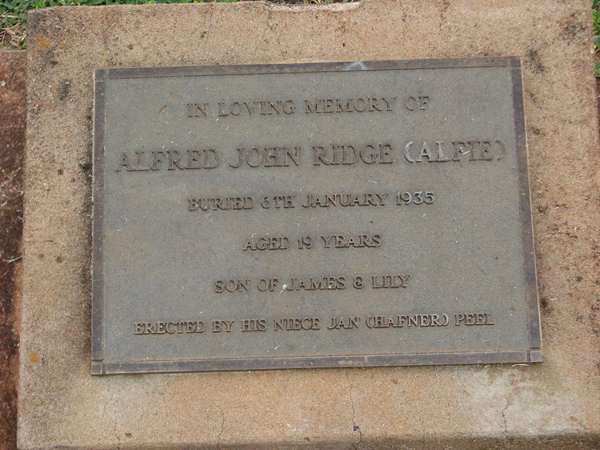 IN LOVING MEMORY OF
ALFRED JOHN RIDGE (ALFIE)
BURIED 6TH JANUARY 1935
AGED 19 YEARS
SON OF JAMES & LILY
ERECTED BY HIS NIECE JAN (HAFNER) PEEL